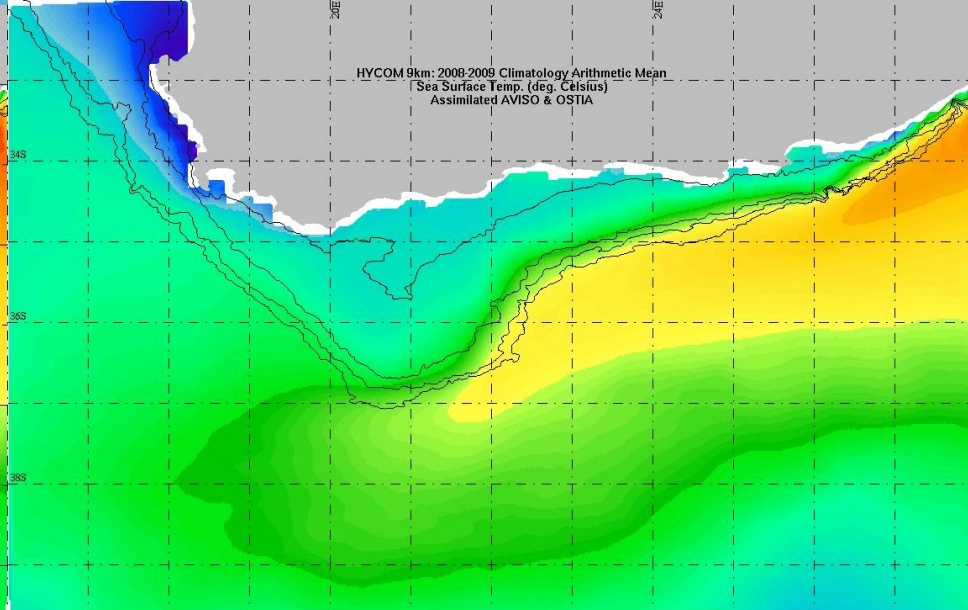 20E
24E
HYCOM 9km: 2008-2009 Climatology Arithmetic Mean
Sea Surface Temp. (deg. Celsius)
Assimilated AVISO & OSTIA
34S
36S
38S